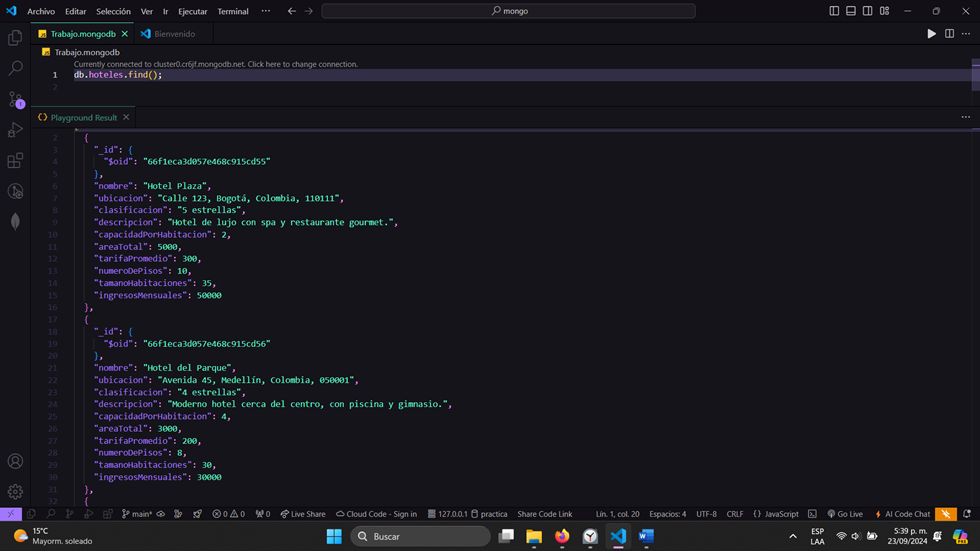 Archivo Editar Selección Ver Ir Ejecutar Terminal ··· mongo
Trabajo.mongodb Bienvenido
Trabajo.mongodb
Currently connected to cluster0.cr6jf.mongodb.net. Click here to change connection.
1 db.hoteles.find();
2
Playground Result
2 {
3 "_id": {
4 "$oid": "66f1eca3d057e468c915cd55"
5 },
6 "nombre": "Hotel Plaza",
7 "ubicacion": "Calle 123, Bogotá, Colombia, 110111",
8 "clasificacion": "5 estrellas",
9 "descripcion": "Hotel de lujo con spa y restaurante gourmet.",
10 "capacidadPorHabitacion": 2,
11 "areaTotal": 5000,
12 "tarifaPromedio": 300,
13 "numeroDePisos": 10,
14 "tamanoHabitaciones": 35,
15 "ingresosMensuales": 50000
16 },
17 {
18 "_id": {
19 "$oid": "66f1eca3d057e468c915cd56"
20 },
21 "nombre": "Hotel del Parque",
22 "ubicacion": "Avenida 45, Medellín, Colombia, 050001",
23 "clasificacion": "4 estrellas",
24 "descripcion": "Moderno hotel cerca del centro, con piscina y gimnasio.",
25 "capacidadPorHabitacion": 4,
26 "areaTotal": 3000,
27 "tarifaPromedio": 200,
28 "numeroDePisos": 8,
29 "tamanoHabitaciones": 30,
30 "ingresosMensuales": 30000
31 },
32 {
main* 0 0 0 Live Share Cloud Code - Sign in 127.0.0.1 practica Share Code Link Lín. 1, col. 20 Espacios: 4 UTF-8 CRLF {} JavaScript Go Live AI Code Chat
15°C
Mayorm. soleado
Buscar
ESP
LAA
5:39 p. m.
23/09/2024